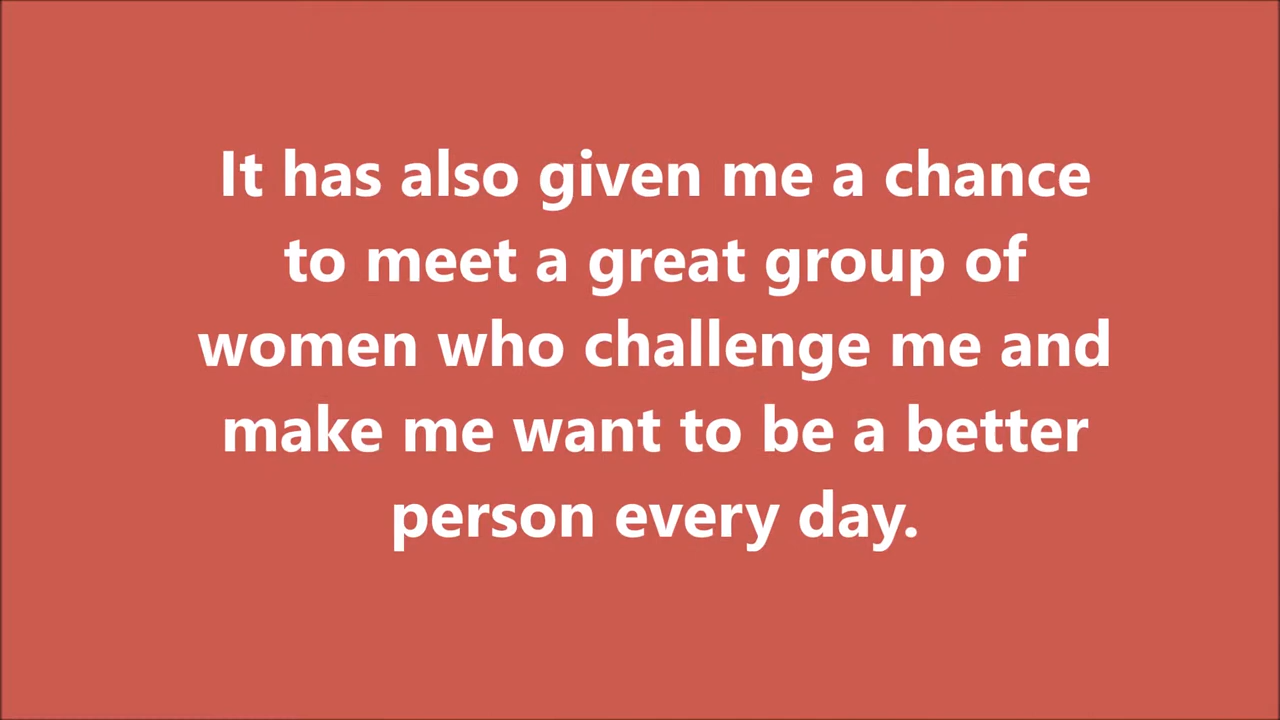 It has also given me a chance
to meet a great group of
women who challenge me and
make me want to be a better
person every day.